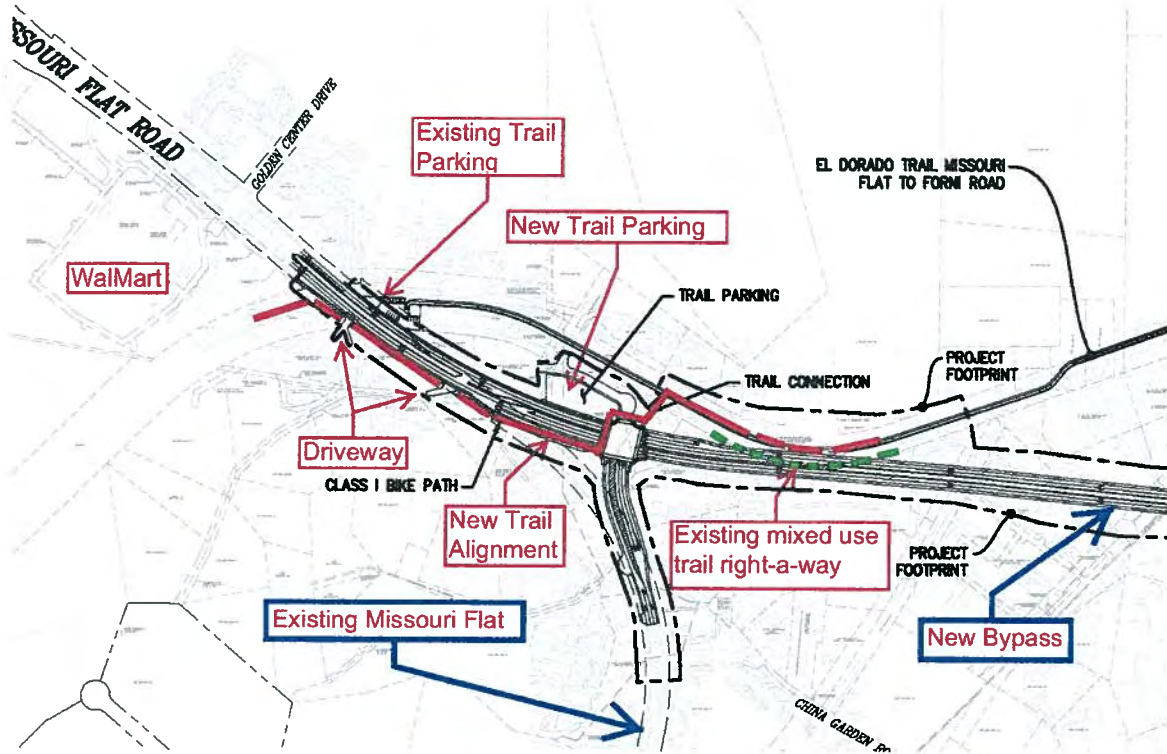 SSOURI FLAT ROAD
GOLDEN CENTER DRIVE
Existing Trail
Parking
EL DORADO TRAIL MISSOURI
FLAT TO FORNI ROAD
New Trail Parking
WalMart
TRAIL PARKING
PROJECT
FOOTPRINT
TRAIL CONNECTION
Driveway
CLASS I BIKE PATH
New Trail
Alignment
Existing mixed use
trail right-a-way
PROJECT
FOOTPRINT
Existing Missouri Flat
New Bypass
CHINA GARDEN